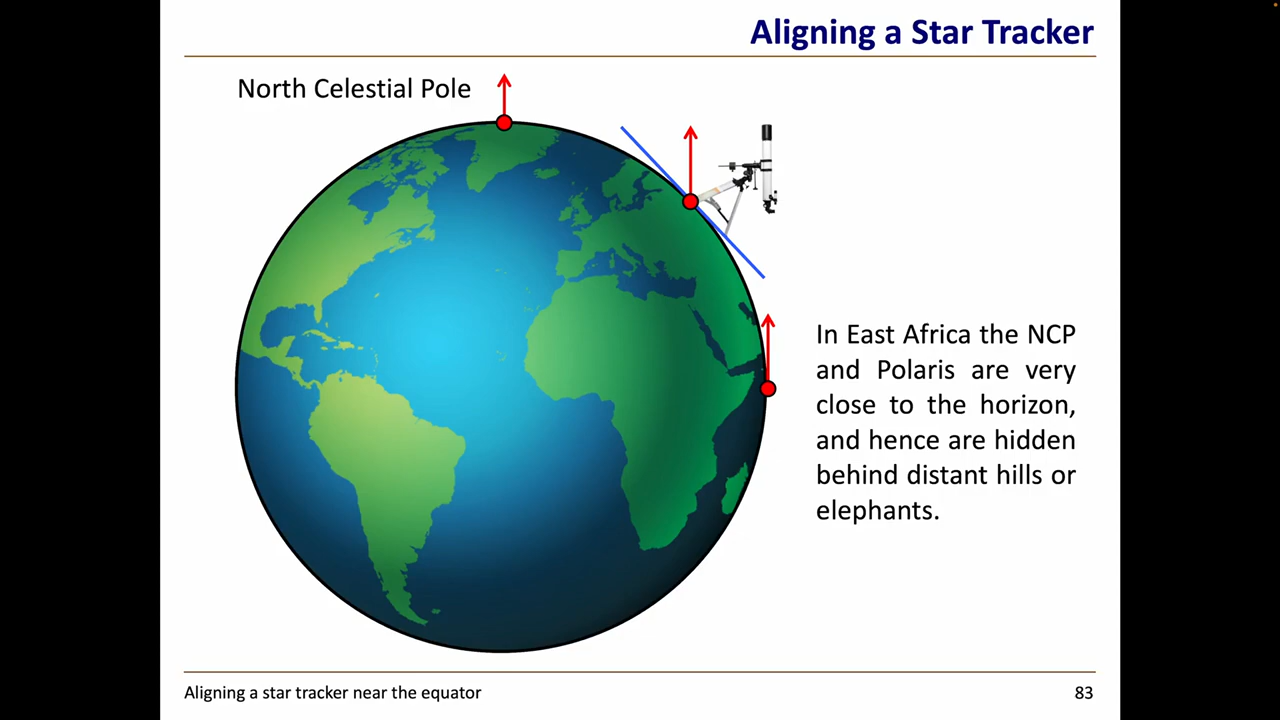 Aligning a Star Tracker
North Celestial Pole
In East Africa the NCP
and Polaris are very
close to the horizon,
and hence are hidden
behind distant hills or
elephants.
Aligning a star tracker near the equator
83